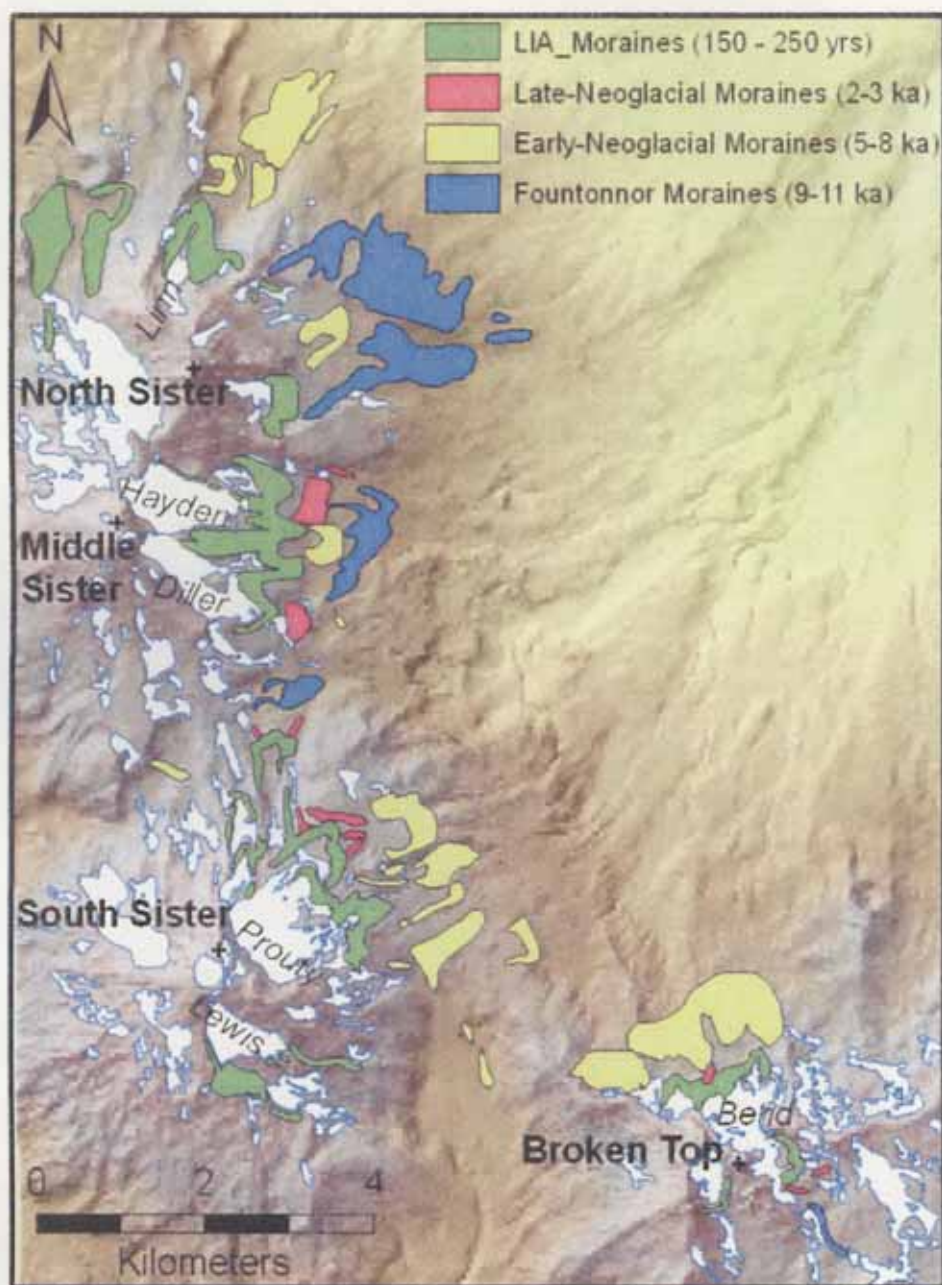 N
LIA_Moraines (150 - 250 yrs)
Late-Neoglacial Moraines (2-3 ka)
Early-Neoglacial Moraines (5-8 ka)
Fountonnor Moraines (9-11 ka)
Linn
North Sister
Hayden
Middle
Sister
Diller
South Sister
Prouty
Lewis
Bend
Broken Top
0 2 4
Kilometers